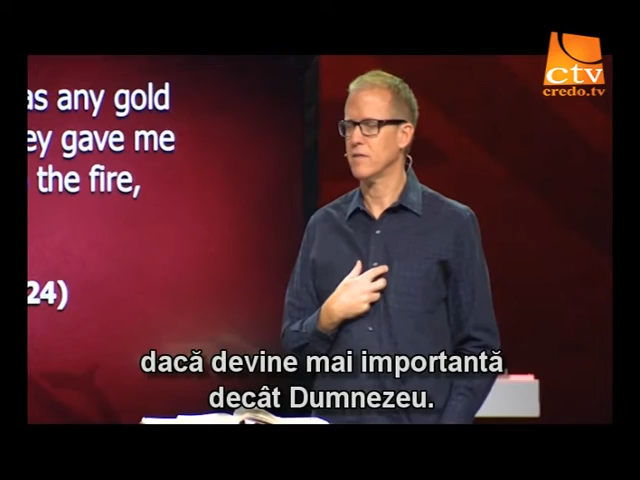 ctv
credo.tv
as any gold
ey gave me
the fire,
24)
dacă devine mai importantă
decât Dumnezeu.